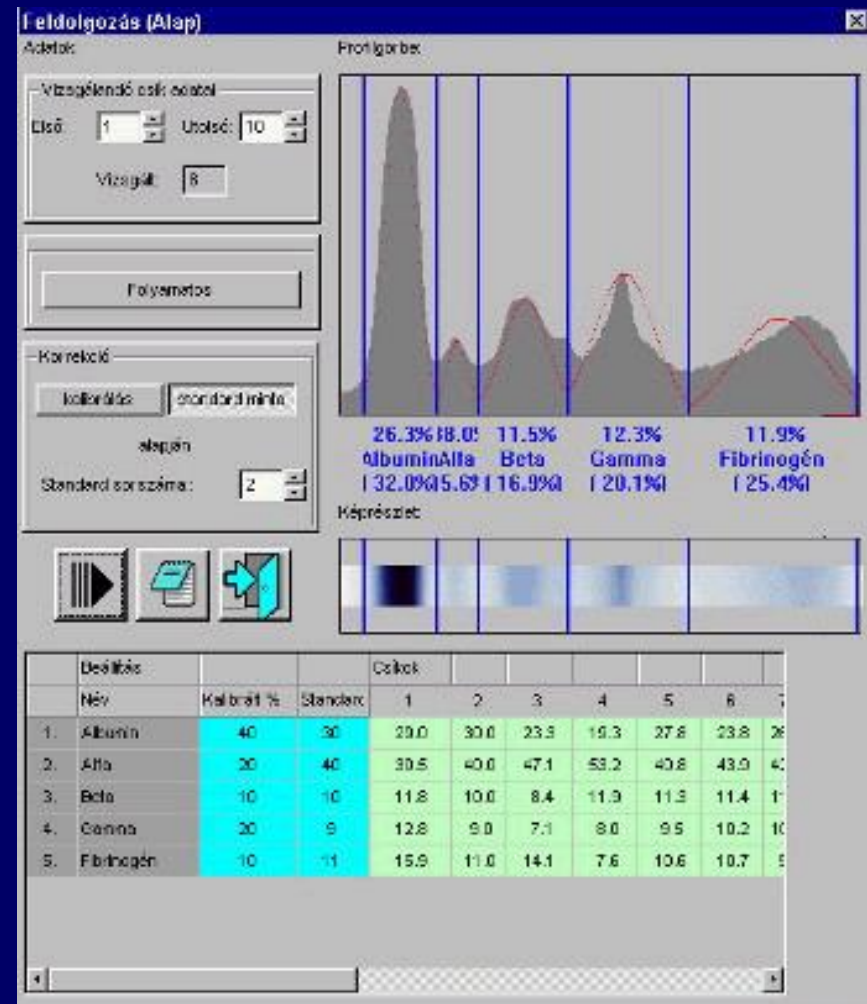 Feldolgozás (Alap)
Adatok:
Vizsgálandó csík adatai
Első: 1 Utolsó: 10
Vizsgált: 8
Folyamatos
Korrekció
kalibrálás standard minta
alapján
Standard sorszáma: 2
Profilgörbe:
26.3% 11.5% 12.3% 11.9%
Albumin Alfa Beta Gamma Fibrinogén
(32.0%) (16.9%) (20.1%) (25.4%)
Képrészlet:
Beállítás Csíkok
Név Kalibrált % Standard 1 2 3 4 5 6 7
1. Albumin 40 30 30.0 23.3 19.3 27.8 23.8
2. Alfa 20 40 30.5 40.0 47.1 53.2 40.8 43.9
3. Beta 10 10 11.8 10.0 8.4 11.9 11.3 11.4
4. Gamma 20 9 12.8 9.0 7.1 8.0 9.5 10.2
5. Fibrinogén 10 11 15.9 11.0 14.1 7.6 10.6 10.7